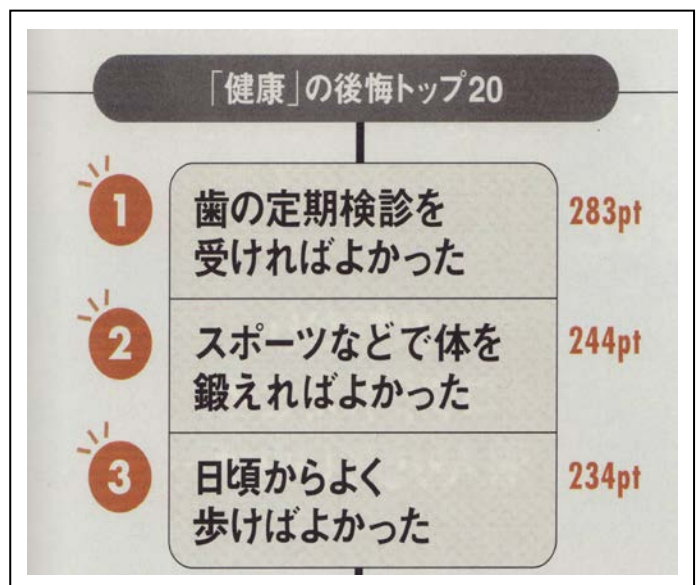 「健康」の後悔トップ20
1 歯の定期検診を 283pt
受ければよかった
2 スポーツなどで体を 244pt
鍛えればよかった
3 日頃からよく 234pt
歩けばよかった